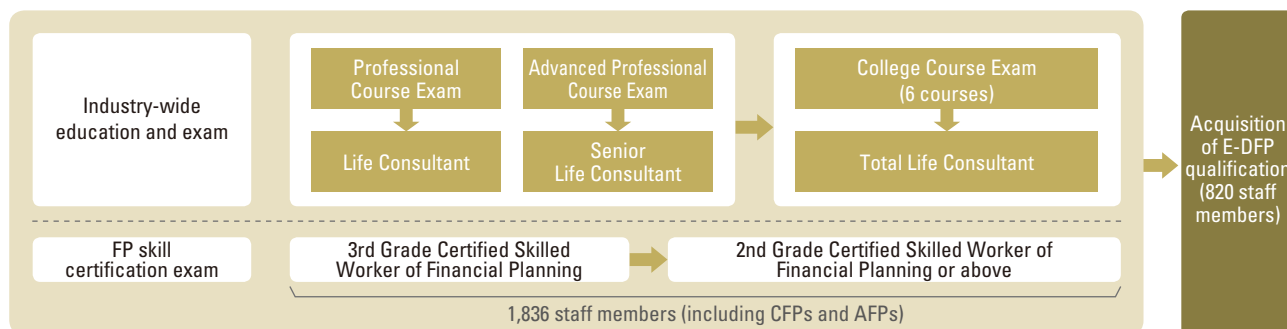 Industry-wide
education and exam
Professional
Course Exam
Life Consultant
Advanced Professional
Course Exam
Senior
Life Consultant
College Course Exam
(6 courses)
Total Life Consultant
FP skill
certification exam
3rd Grade Certified Skilled
Worker of Financial Planning
2nd Grade Certified Skilled Worker of
Financial Planning or above
1,836 staff members (including CFPs and AFPs)
Acquisition
of E-DFP
qualification
(820 staff
members)